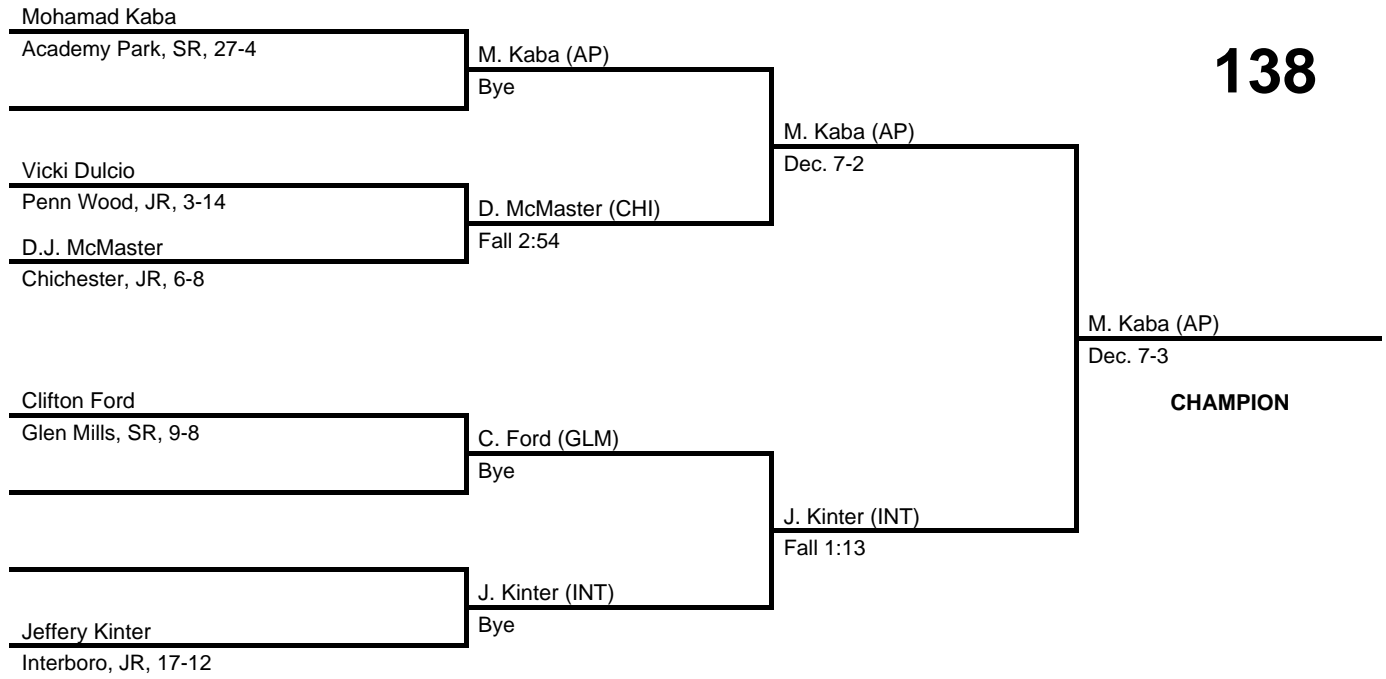 Mohamad Kaba
Academy Park, SR, 27-4
M. Kaba (AP)
Bye
138
M. Kaba (AP)
Dec. 7-2
Vicki Dulcio
Penn Wood, JR, 3-14
D. McMaster (CHI)
Fall 2:54
D.J. McMaster
Chichester, JR, 6-8
M. Kaba (AP)
Dec. 7-3
CHAMPION
Clifton Ford
Glen Mills, SR, 9-8
C. Ford (GLM)
Bye
J. Kinter (INT)
Fall 1:13
J. Kinter (INT)
Bye
Jeffery Kinter
Interboro, JR, 17-12